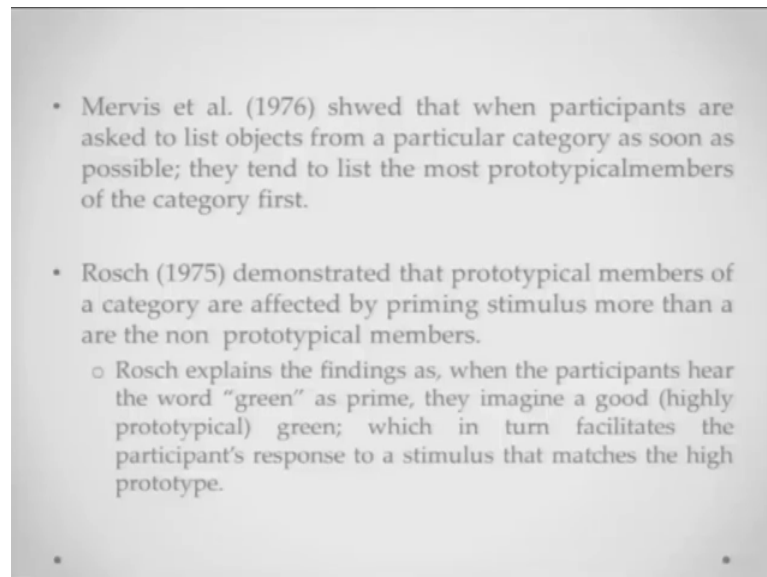 • Mervis et al. (1976) shwed that when participants are
asked to list objects from a particular category as soon as
possible; they tend to list the most prototypicalmembers
of the category first.
• Rosch (1975) demonstrated that prototypical members of
a category are affected by priming stimulus more than a
are the non prototypical members.
o Rosch explains the findings as, when the participants hear
the word “green” as prime, they imagine a good (highly
prototypical) green; which in turn facilitates the
participant's response to a stimulus that matches the high
prototype.